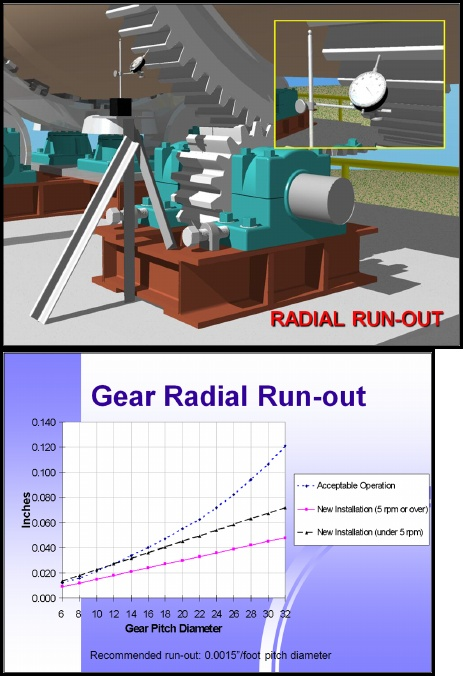 RADIAL RUN-OUT
Gear Radial Run-out
0.140
0.120
0.100
0.080
0.060
0.040
0.020
0.000
Inches
6 8 10 12 14 16 18 20 22 24 26 28 30 32
Gear Pitch Diameter
Acceptable Operation
New Installation (5 rpm or over)
New Installation (under 5 rpm)
Recommended run-out: 0.0015"/foot pitch diameter